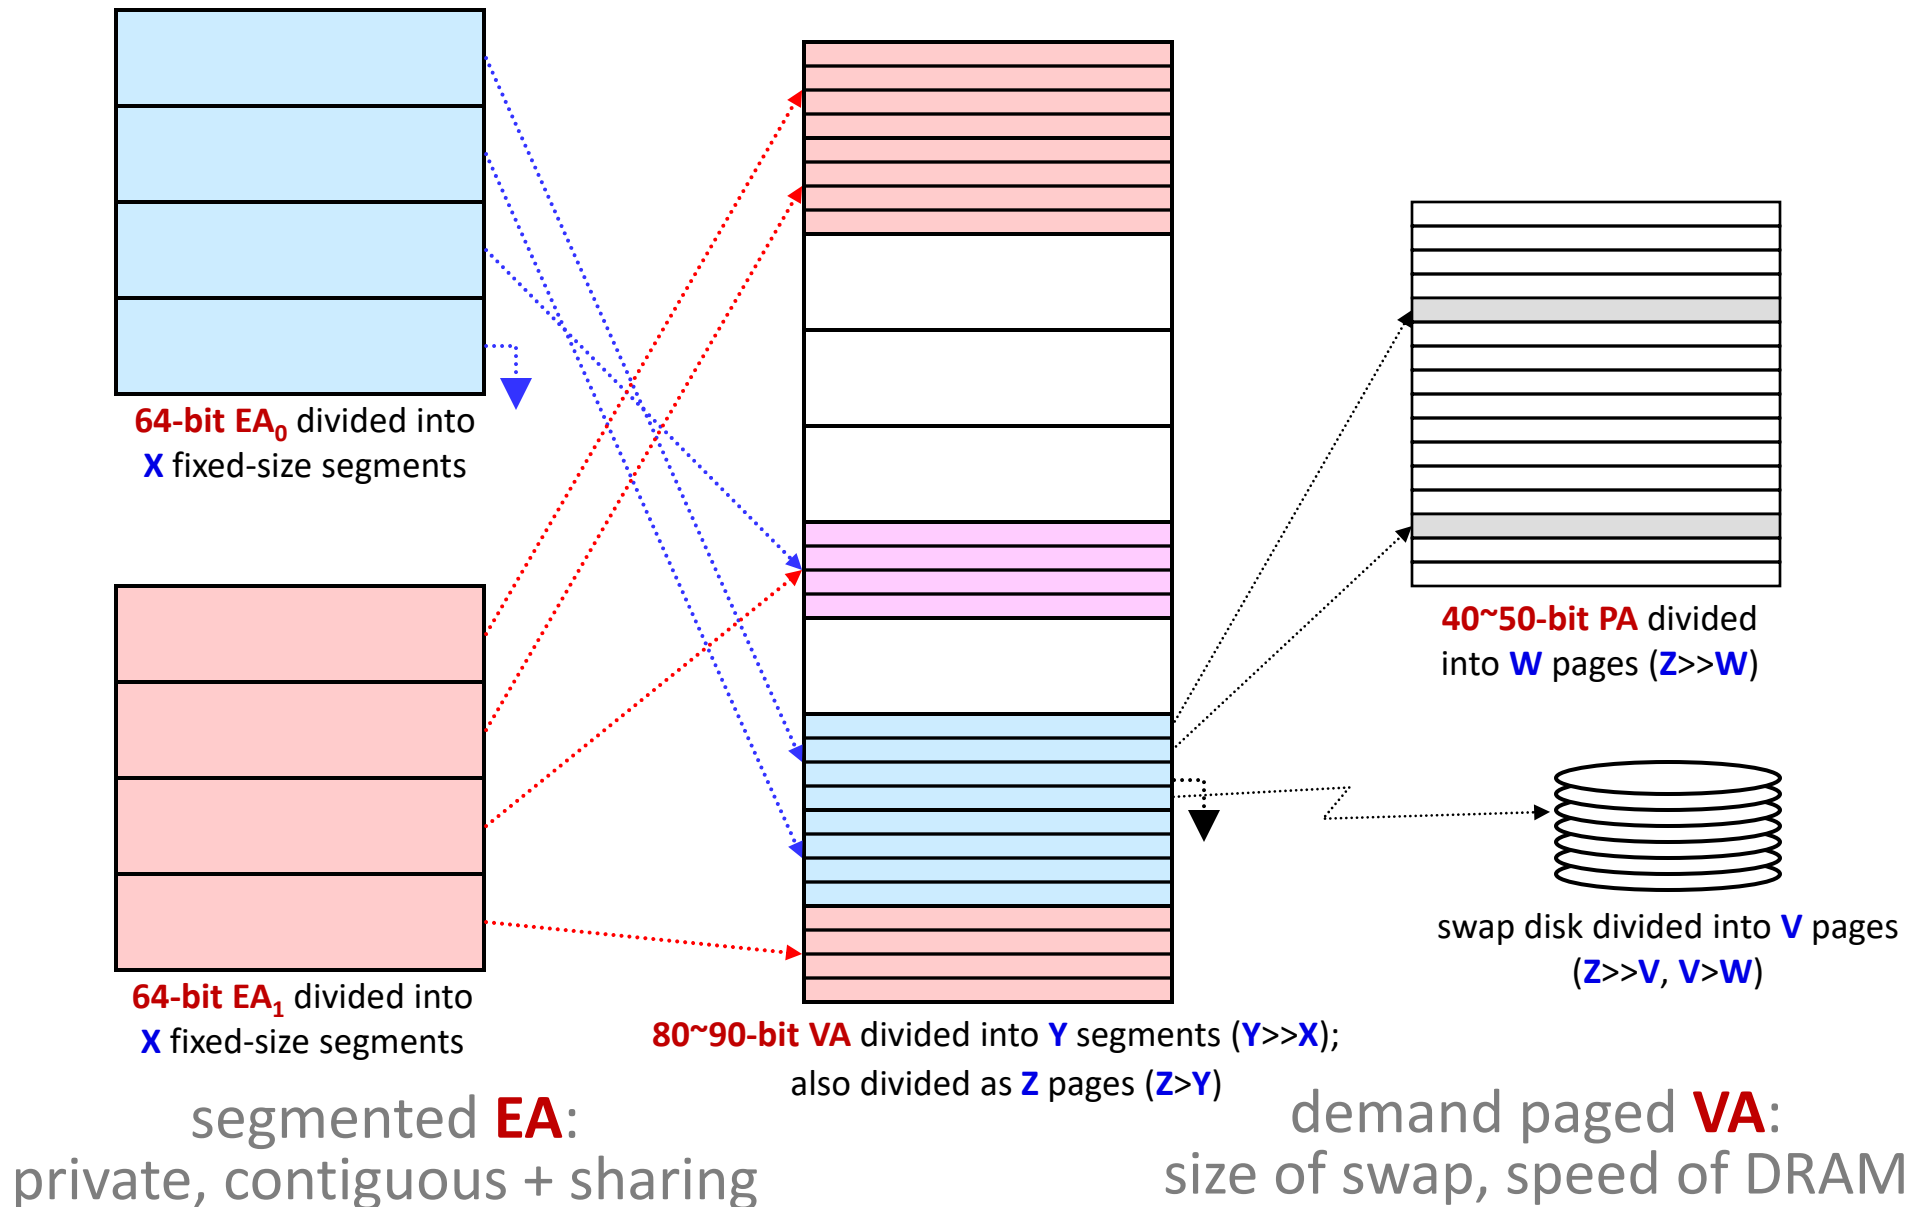 64-bit EA0 divided into
X fixed-size segments
64-bit EA1 divided into
X fixed-size segments
segmented EA:
private, contiguous + sharing
80~90-bit VA divided into Y segments (Y>>X);
also divided as Z pages (Z>Y)
40~50-bit PA divided
into W pages (Z>>W)
swap disk divided into V pages
(Z>>V, V>W)
demand paged VA:
size of swap, speed of DRAM